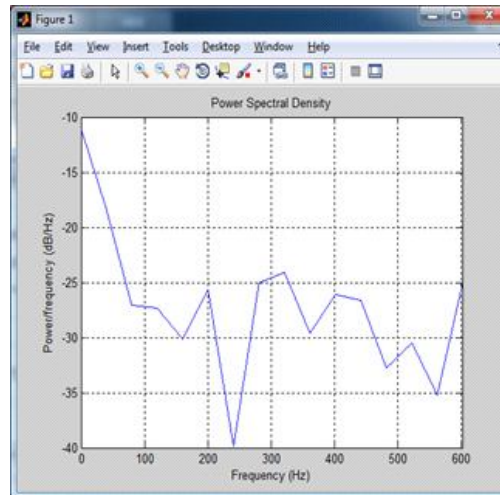 Figure 1
File Edit View Insert Tools Desktop Window Help
Power Spectral Density
-10
-15
-20
-25
-30
-35
-40
Power/frequency (dB/Hz)
0 100 200 300 400 500 600
Frequency (Hz)